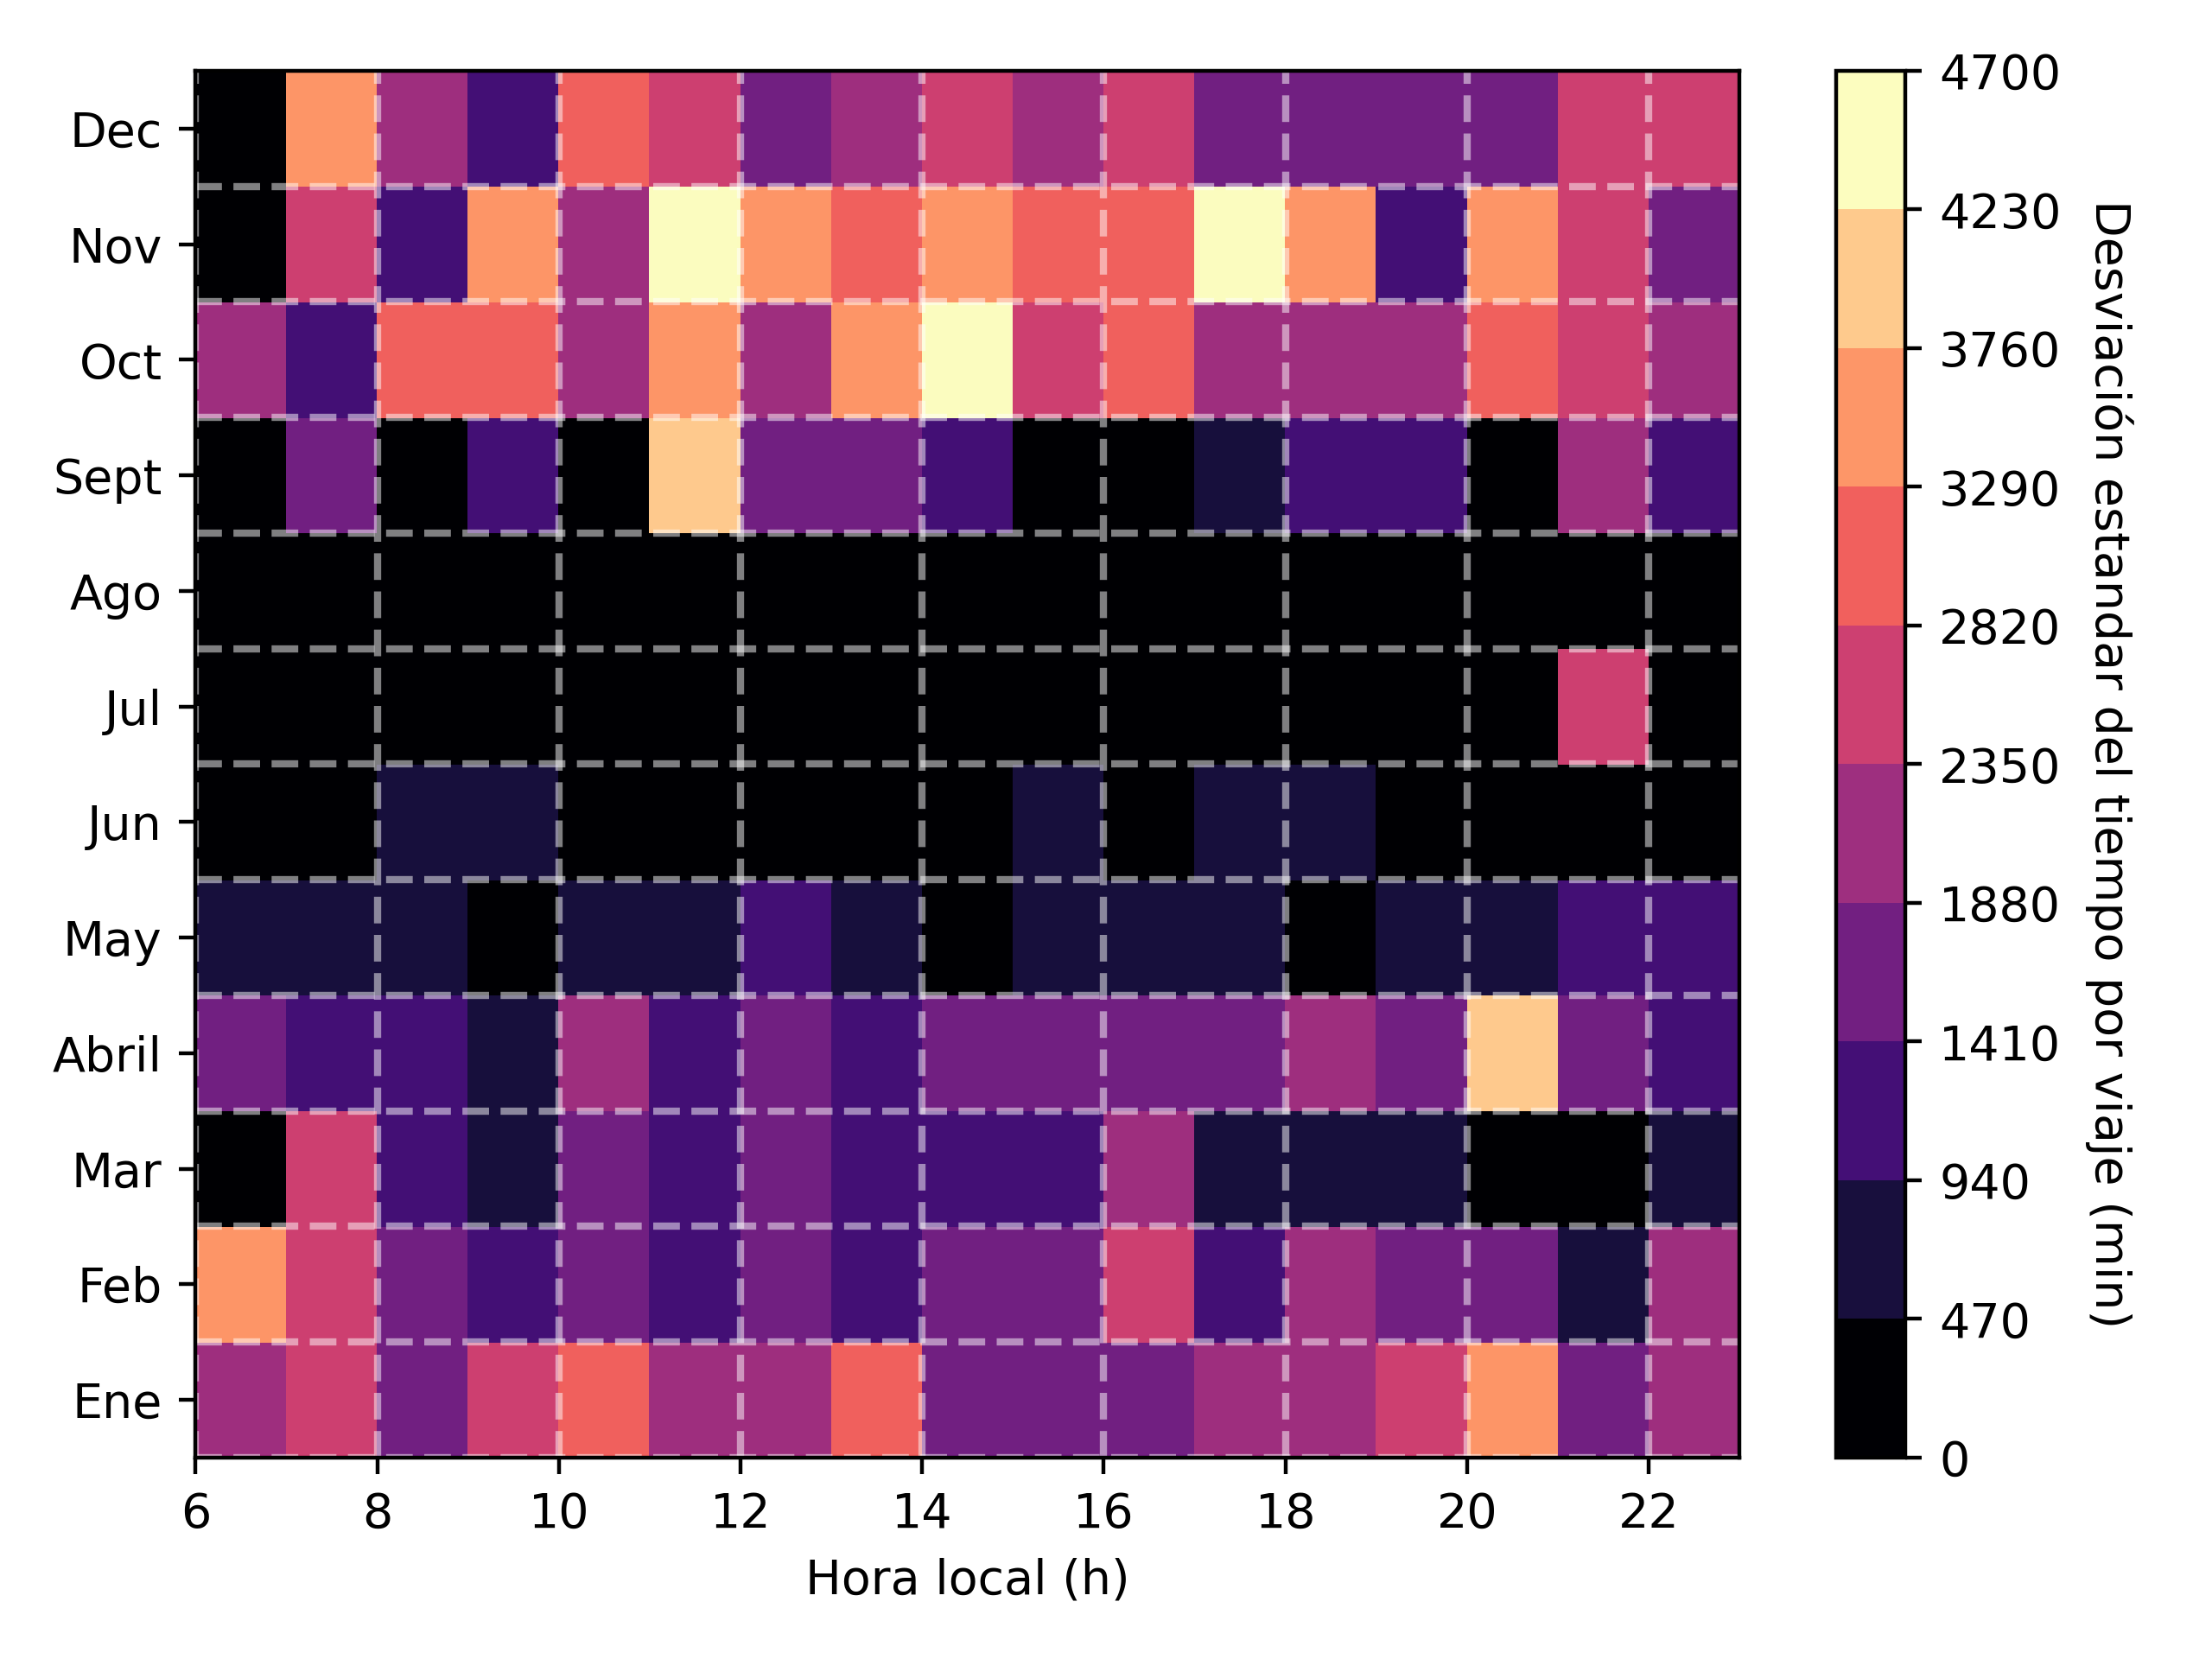 Dec
Nov
Oct
Sept
Ago
Jul
Jun
May
Abril
Mar
Feb
Ene
6 8 10 12 14 16 18 20 22
Hora local (h)
4700
4230
3760
3290
2820
2350
1880
1410
940
470
0
Desviación estandar del tiempo por viaje (min)